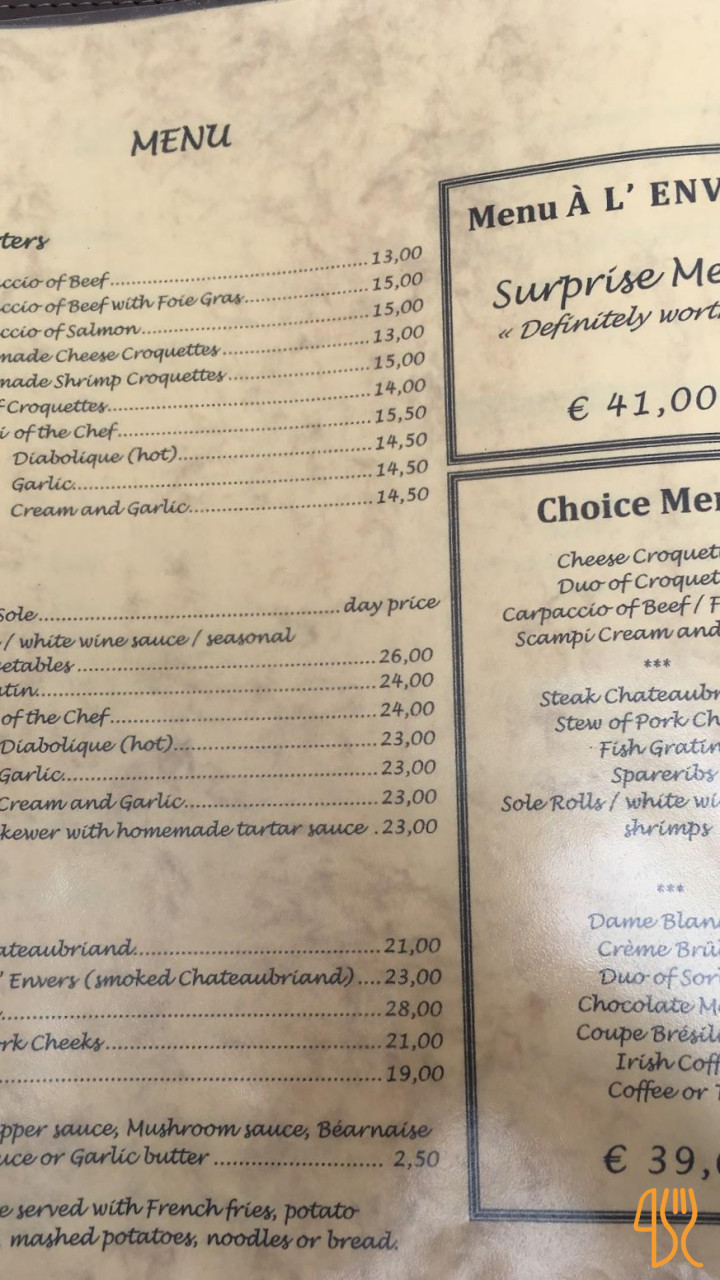 MENU
ters
ccio of Beef 13,00
ccio of Beef with Foie Gras 15,00
ccio of Salmon 15,00
made Cheese Croquettes 13,00
made Shrimp Croquettes 15,00
f Croquettes 14,00
i of the Chef 15,50
Diabolique (hot) 14,50
Garlic 14,50
Cream and Garlic 14,50
Sole day price
/ white wine sauce / seasonal
etables 26,00
tin 24,00
of the Chef 24,00
Diabolique (hot) 23,00
Garlic 23,00
Cream and Garlic 23,00
kewer with homemade tartar sauce 23,00
ateaubriand 21,00
' Envers (smoked Chateaubriand) 23,00
28,00
rk Cheeks 21,00
19,00
pper sauce, Mushroom sauce, Béarnaise
uce or Garlic butter 2,50
e served with French fries, potato
mashed potatoes, noodles or bread.
Menu À L' ENV
Surprise Me
« Definitely wort
€ 41,00
Choice Me
Cheese Croquet
Duo of Croquet
Carpaccio of Beef / F
Scampi Cream and
***
Steak Chateaubr
Stew of Pork Ch
Fish Gratin
Spareribs
Sole Rolls / white wi
shrimps
***
Dame Blan
Crème Brûl
Duo of Sor
Chocolate M
Coupe Brésil
Irish Coff
Coffee or T
€ 39,